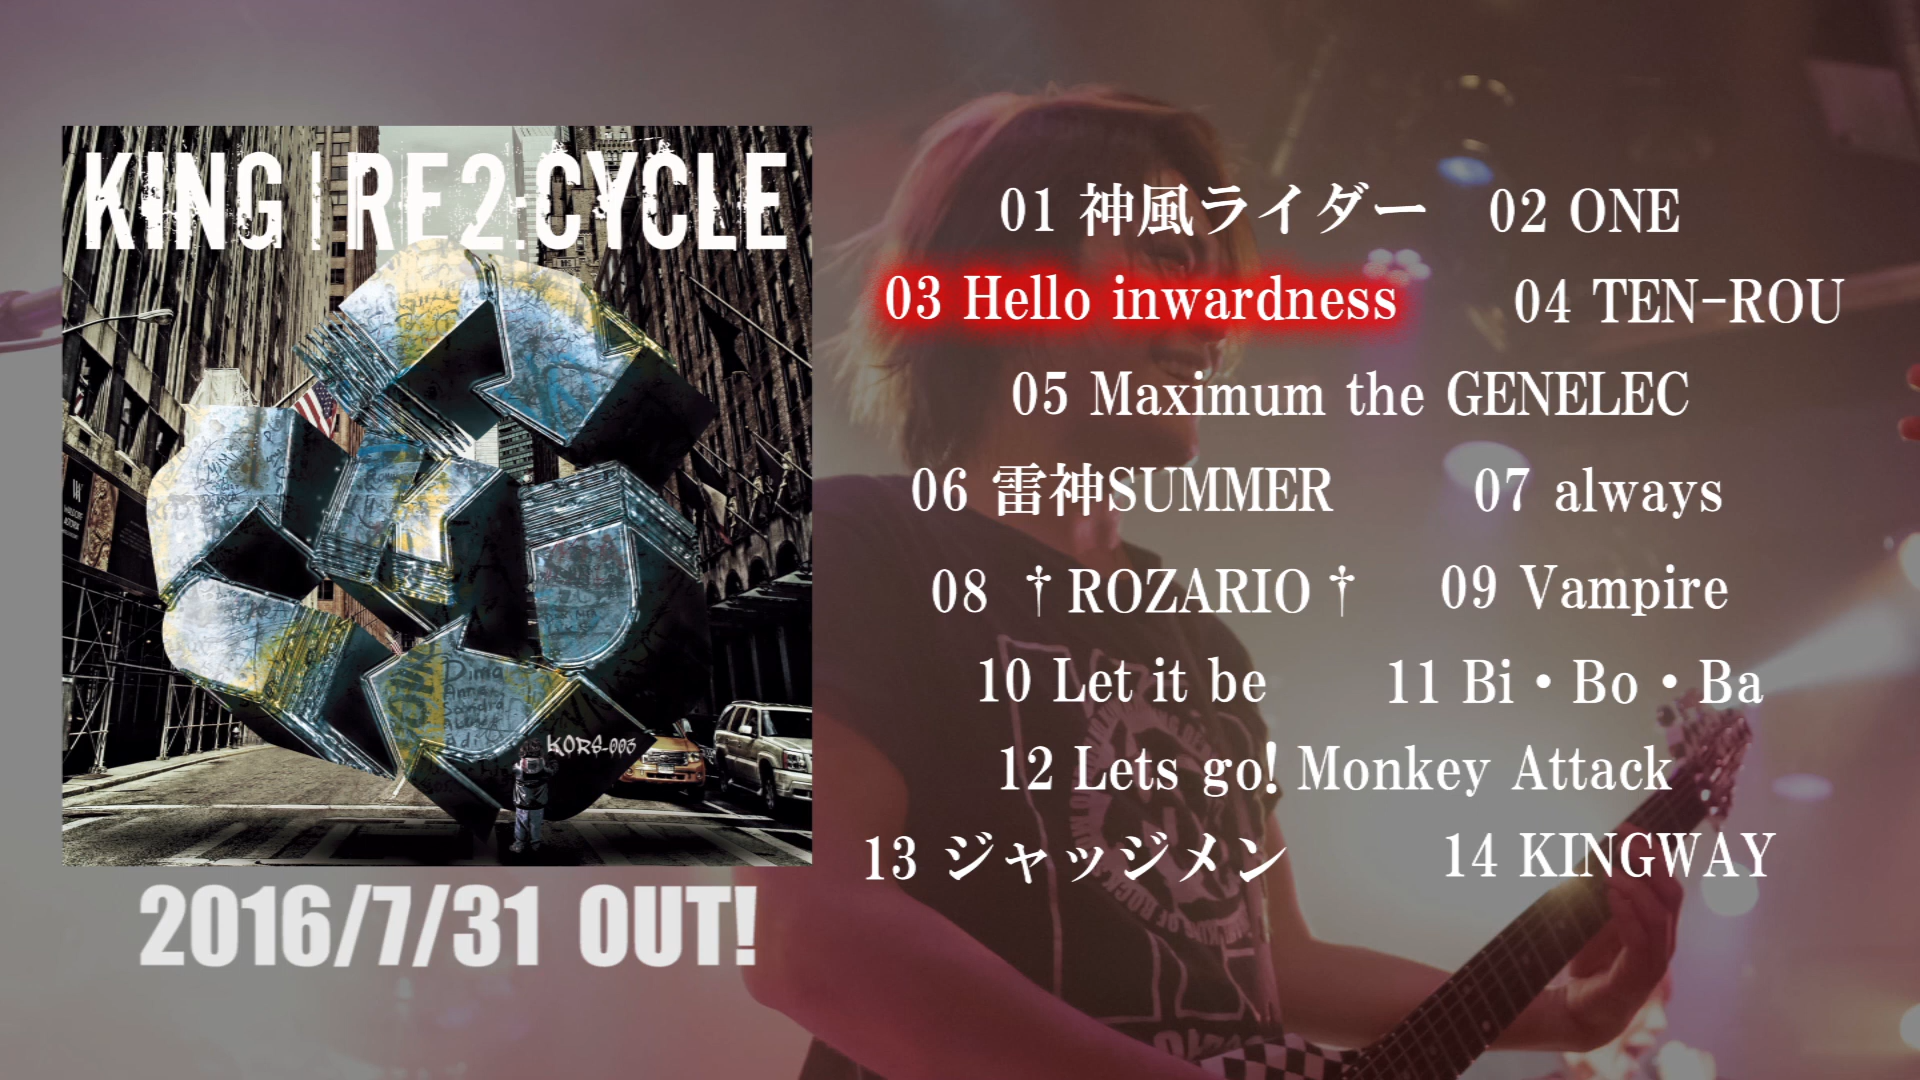 KING | RE2:CYCLE
KORS-003
Dima
2016/7/31 OUT!
01 神風ライダー 02 ONE
03 Hello inwardness 04 TEN-ROU
05 Maximum the GENELEC
06 雷神SUMMER 07 always
08 †ROZARIO† 09 Vampire
10 Let it be 11 Bi・Bo・Ba
12 Lets go! Monkey Attack
13 ジャッジメン 14 KINGWAY